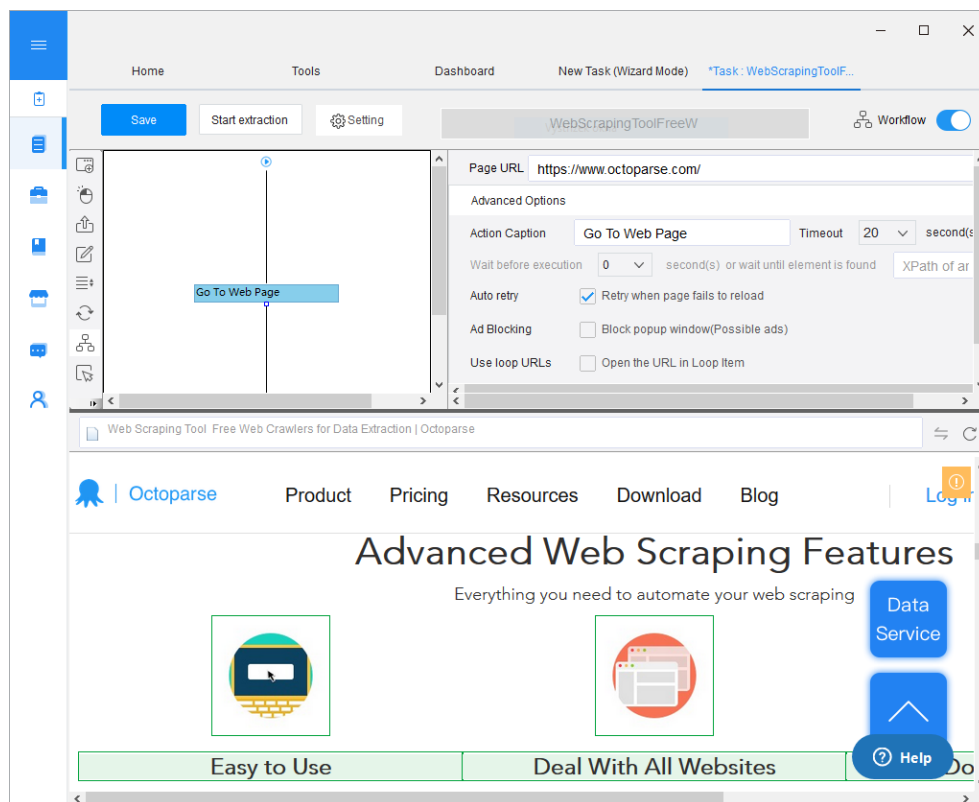 Home Tools Dashboard New Task (Wizard Mode) *Task : WebScrapingToolF...
Save Start extraction Setting WebScrapingToolFreeW Workflow
Page URL https://www.octoparse.com/
Advanced Options
Action Caption Go To Web Page Timeout 20 second(s
Wait before execution 0 second(s) or wait until element is found XPath of ar
Go To Web Page
Auto retry Retry when page fails to reload
Ad Blocking Block popup window(Possible ads)
Use loop URLs Open the URL in Loop Item
Web Scraping Tool Free Web Crawlers for Data Extraction | Octoparse
Octoparse Product Pricing Resources Download Blog Log in
Advanced Web Scraping Features
Everything you need to automate your web scraping
Data
Service
Easy to Use Deal With All Websites Do
Help